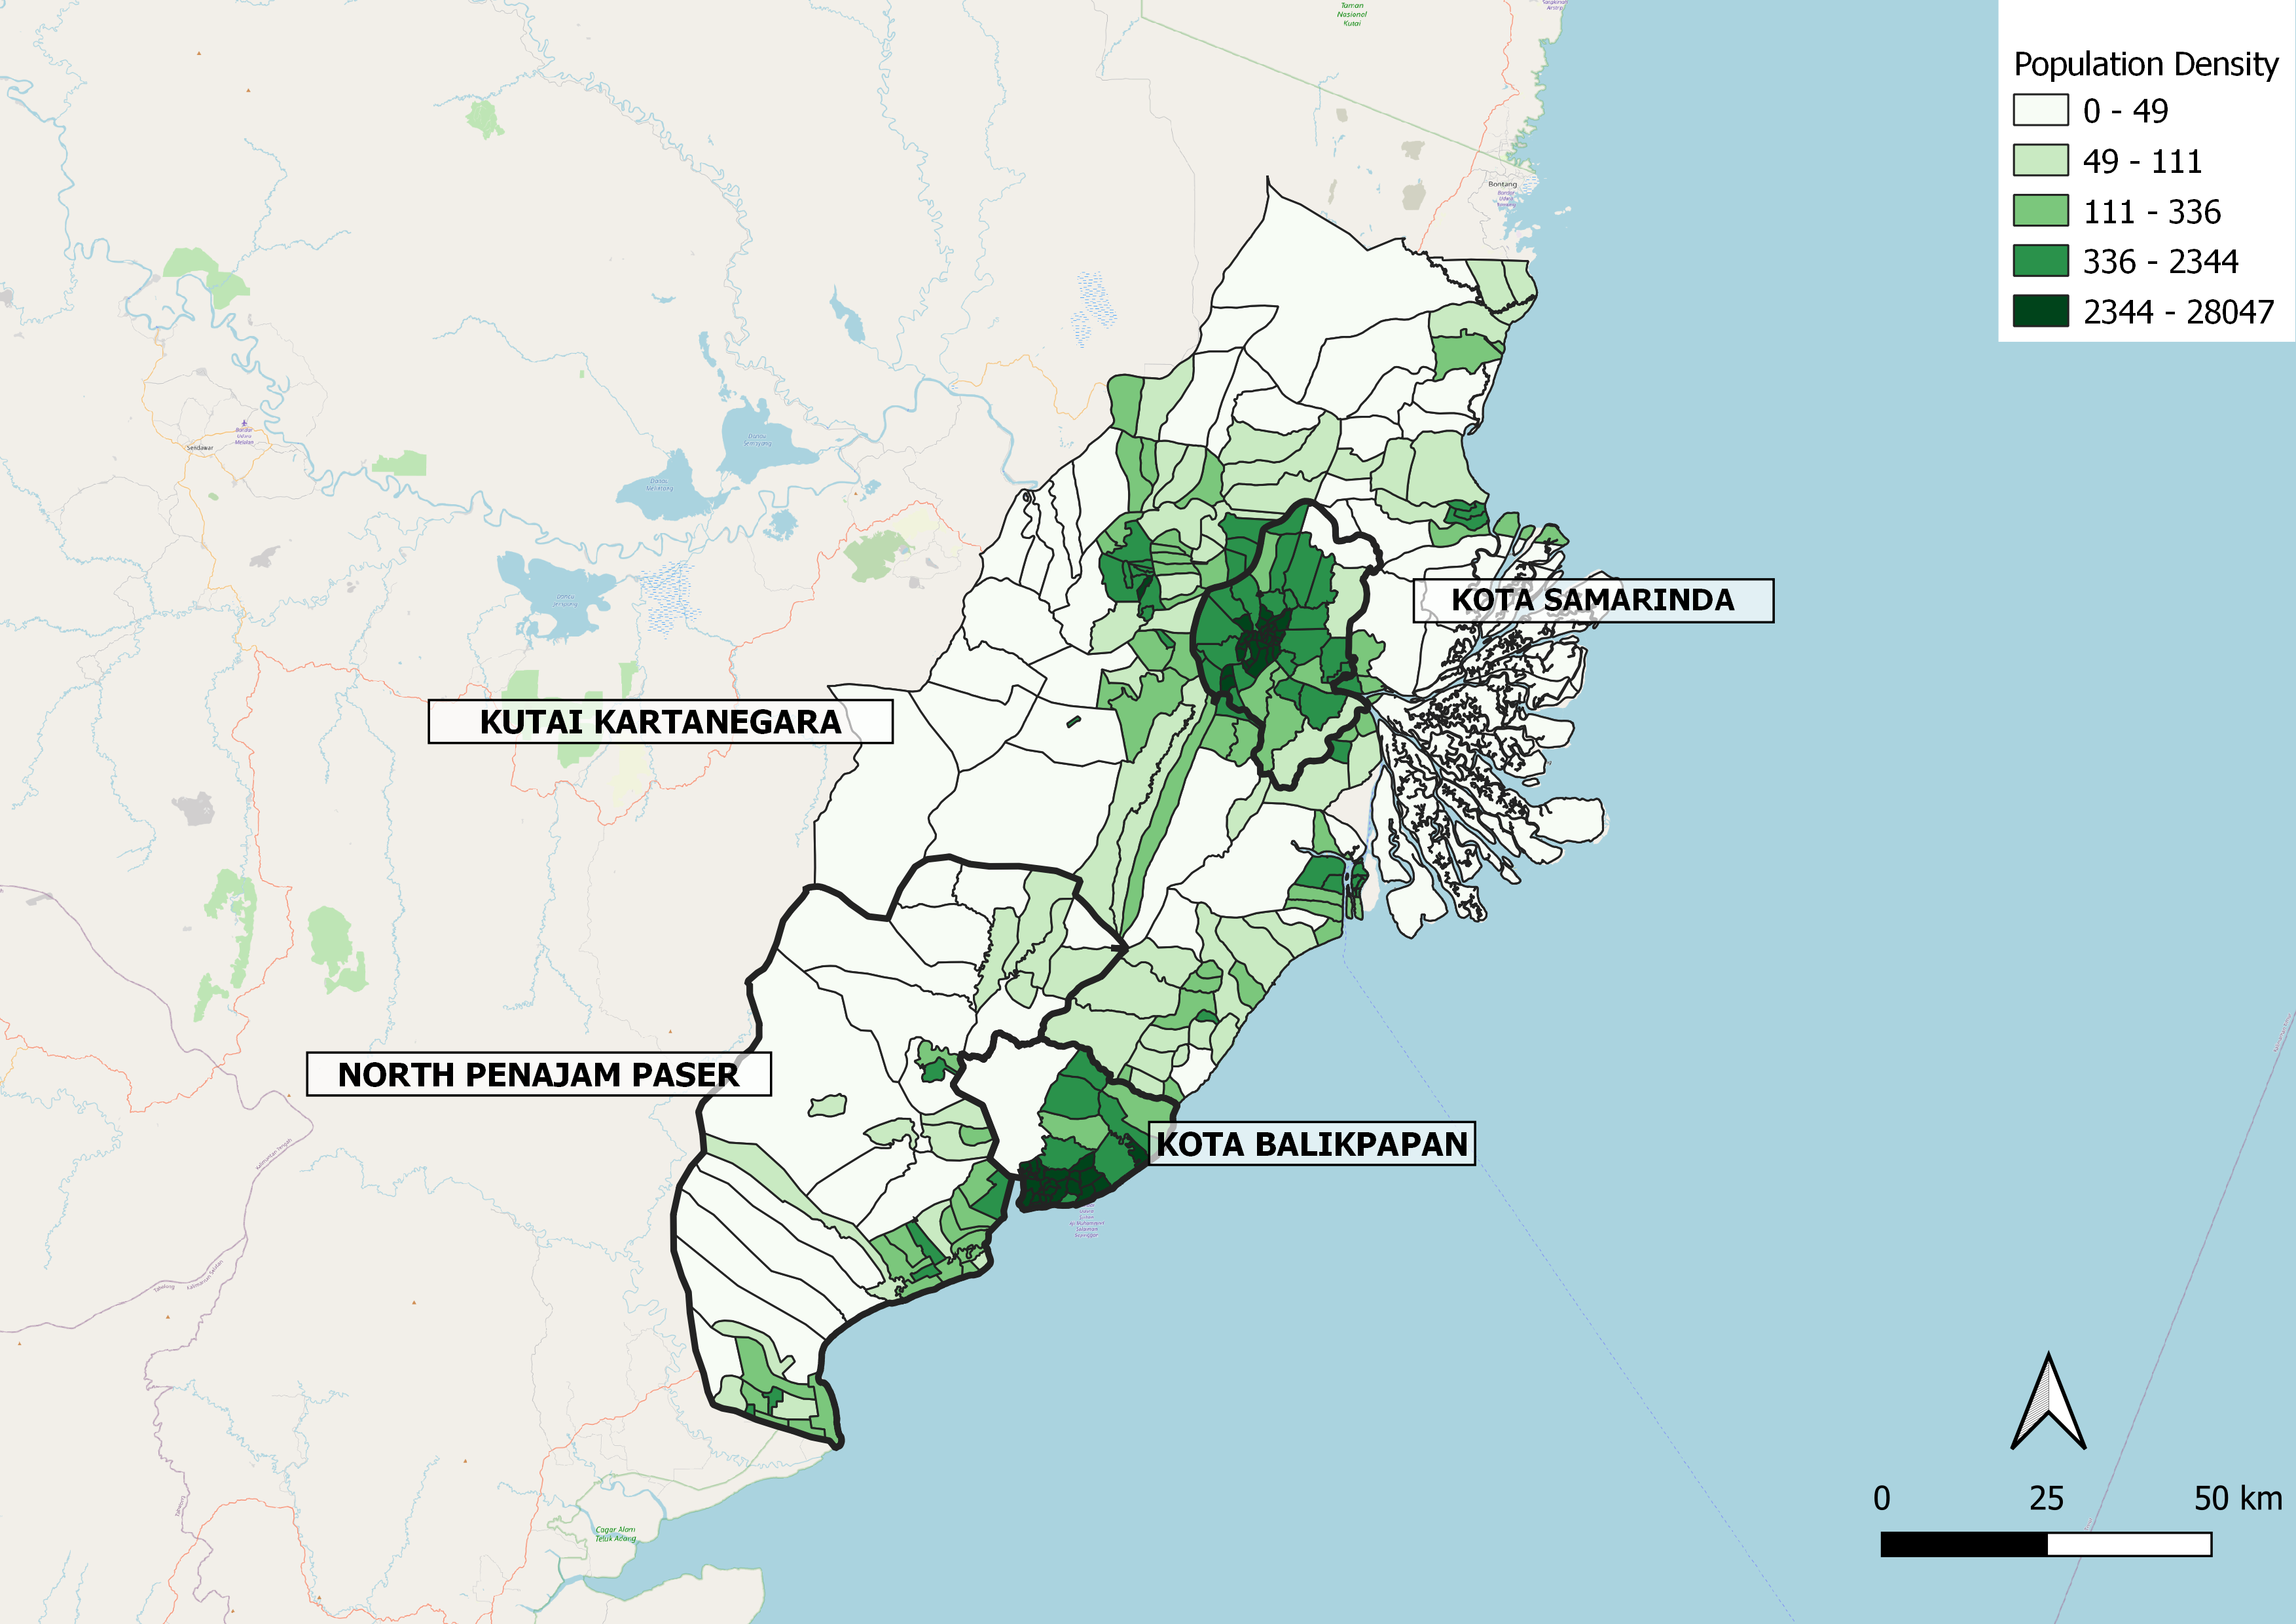 Taman
Nasional
Kutai
Population Density
0 - 49
49 - 111
111 - 336
336 - 2344
2344 - 28047
Bontang
Sendawar
KOTA SAMARINDA
KUTAI KARTANEGARA
NORTH PENAJAM PASER
KOTA BALIKPAPAN
Cagar Alam
Teluk Adang
0 25 50 km